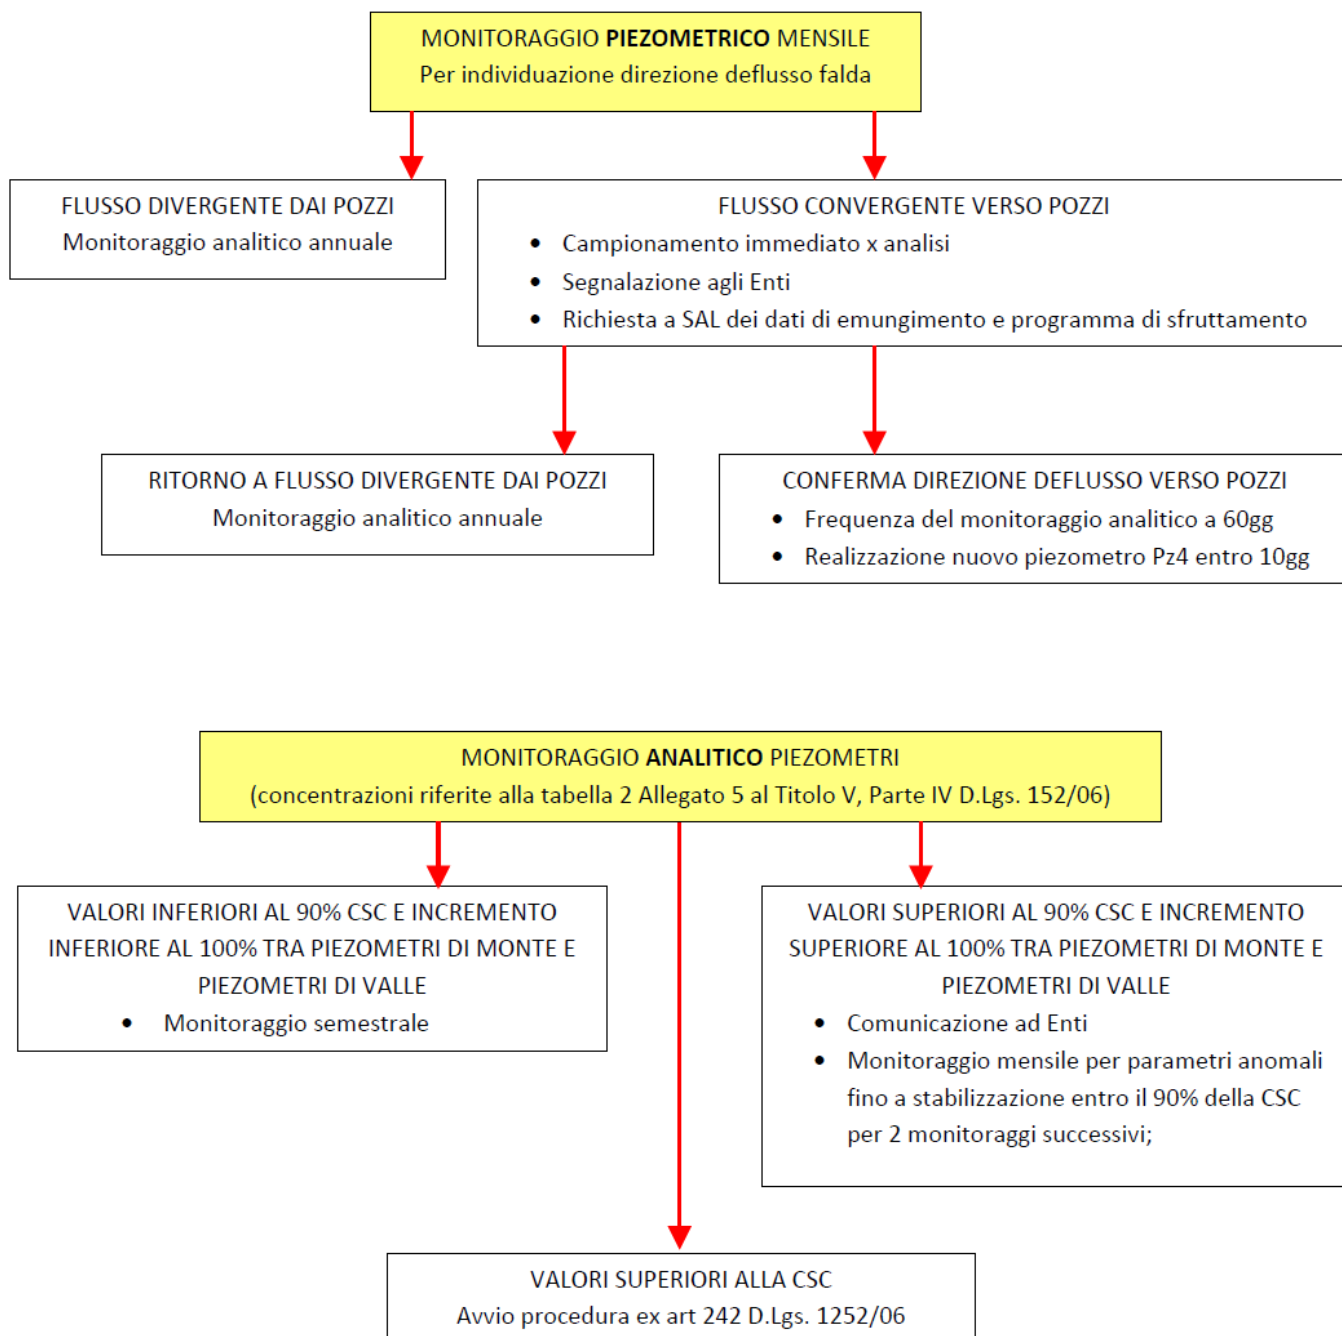 MONITORAGGIO PIEZOMETRICO MENSILE
Per individuazione direzione deflusso falda
FLUSSO DIVERGENTE DAI POZZI
Monitoraggio analitico annuale
FLUSSO CONVERGENTE VERSO POZZI
• Campionamento immediato x analisi
• Segnalazione agli Enti
• Richiesta a SAL dei dati di emungimento e programma di sfruttamento
RITORNO A FLUSSO DIVERGENTE DAI POZZI
Monitoraggio analitico annuale
CONFERMA DIREZIONE DEFLUSSO VERSO POZZI
• Frequenza del monitoraggio analitico a 60gg
• Realizzazione nuovo piezometro Pz4 entro 10gg
MONITORAGGIO ANALITICO PIEZOMETRI
(concentrazioni riferite alla tabella 2 Allegato 5 al Titolo V, Parte IV D.Lgs. 152/06)
VALORI INFERIORI AL 90% CSC E INCREMENTO
INFERIORE AL 100% TRA PIEZOMETRI DI MONTE E
PIEZOMETRI DI VALLE
• Monitoraggio semestrale
VALORI SUPERIORI AL 90% CSC E INCREMENTO
SUPERIORE AL 100% TRA PIEZOMETRI DI MONTE E
PIEZOMETRI DI VALLE
• Comunicazione ad Enti
• Monitoraggio mensile per parametri anomali
fino a stabilizzazione entro il 90% della CSC
per 2 monitoraggi successivi;
VALORI SUPERIORI ALLA CSC
Avvio procedura ex art 242 D.Lgs. 1252/06